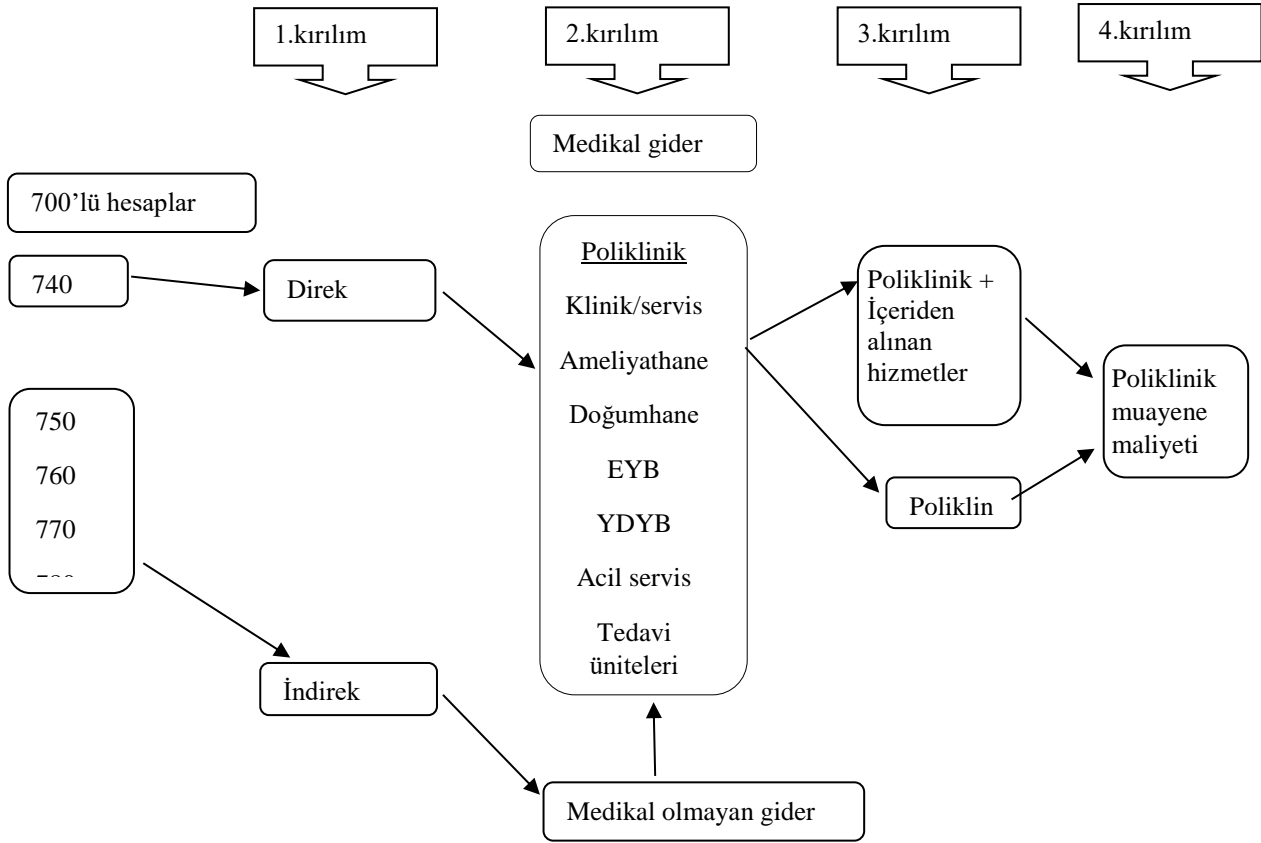 1.kırılım
2.kırılım
3.kırılım
4.kırılım
Medikal gider
700’lü hesaplar
740
Direk
Poliklinik
Klinik/servis
Ameliyathane
Doğumhane
EYB
YDYB
Acil servis
Tedavi
üniteleri
Poliklinik +
İçeriden
alınan
hizmetler
Poliklinik
muayene
maliyeti
Poliklin
750
760
770
İndirek
Medikal olmayan gider